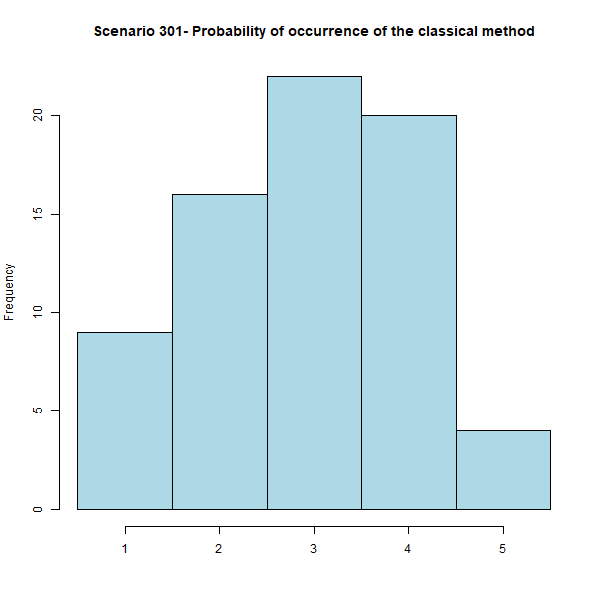 Scenario 301- Probability of occurrence of the classical method
Frequency
20
15
10
5
0
1 2 3 4 5